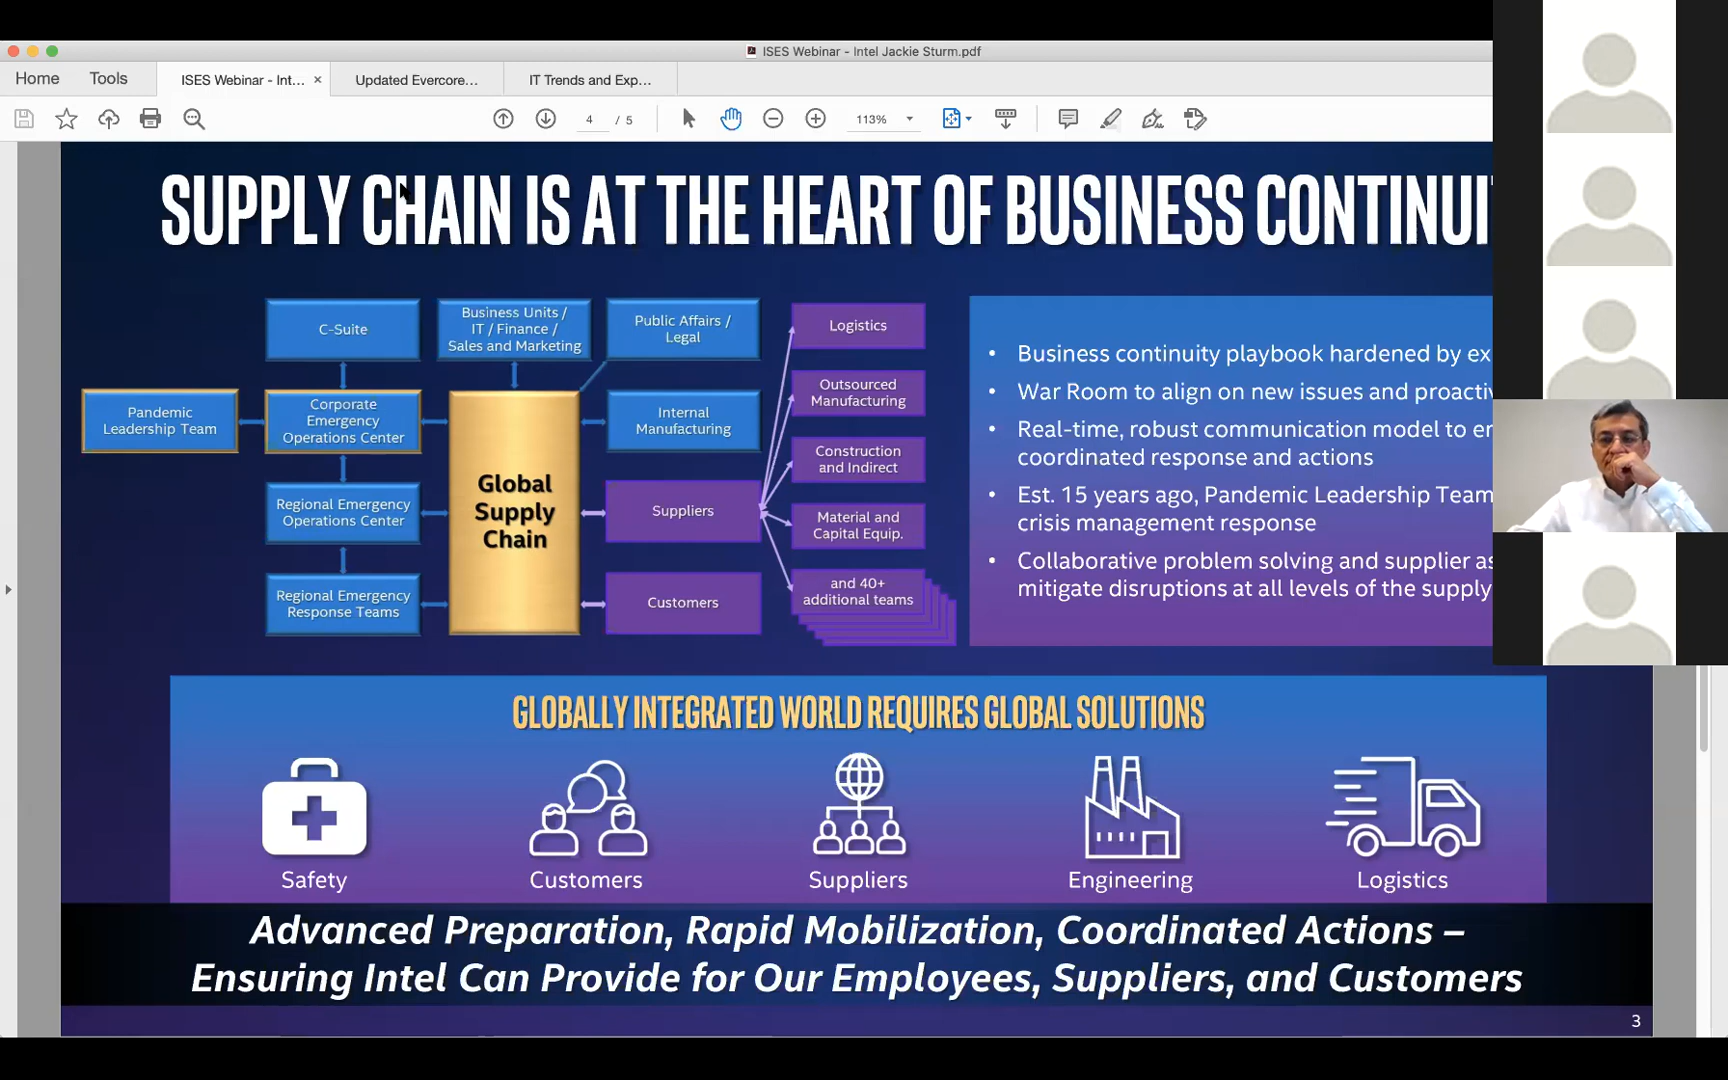 ISES Webinar - Intel Jackie Sturm.pdf
Home
Tools
ISES Webinar - Int...
×
Updated Evercore...
IT Trends and Exp...
4
/ 5
113%
SUPPLY CHAIN IS AT THE HEART OF BUSINESS CONTINUI
C-Suite
Business Units /
IT / Finance /
Sales and Marketing
Public Affairs /
Legal
Logistics
Pandemic
Leadership Team
Corporate
Emergency
Operations Center
Internal
Manufacturing
Outsourced
Manufacturing
Global
Supply
Chain
Construction
and Indirect
Regional Emergency
Operations Center
Suppliers
Material and
Capital Equip.
Regional Emergency
Response Teams
Customers
and 40+
additional teams
• Business continuity playbook hardened by ex
• War Room to align on new issues and proactiv
• Real-time, robust communication model to en
coordinated response and actions
• Est. 15 years ago, Pandemic Leadership Team
crisis management response
• Collaborative problem solving and supplier as
mitigate disruptions at all levels of the supply
GLOBALLY INTEGRATED WORLD REQUIRES GLOBAL SOLUTIONS
Safety
Customers
Suppliers
Engineering
Logistics
Advanced Preparation, Rapid Mobilization, Coordinated Actions –
Ensuring Intel Can Provide for Our Employees, Suppliers, and Customers
3